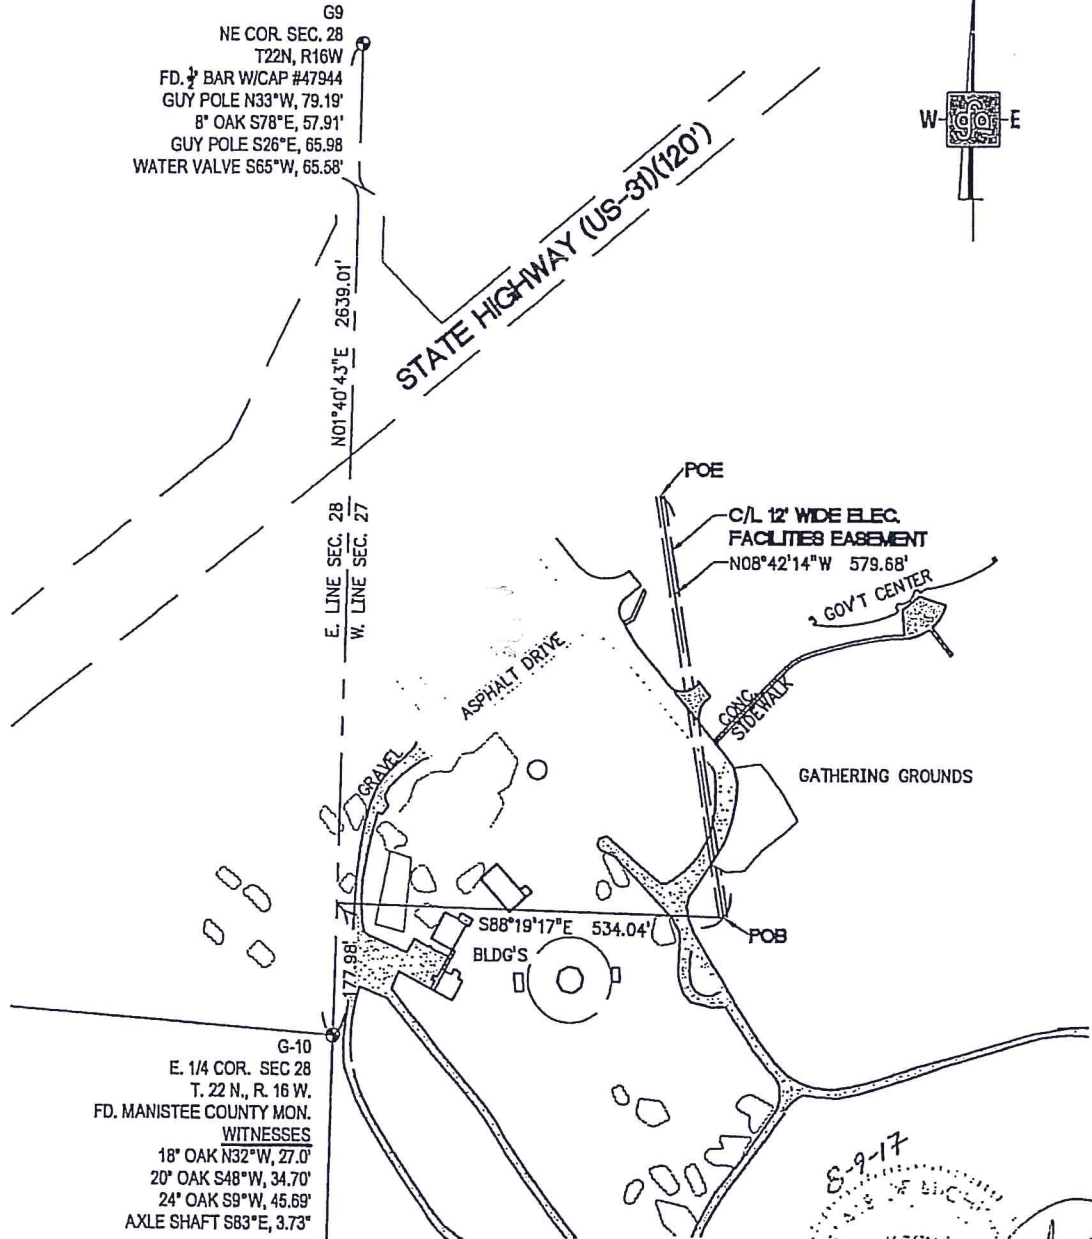 G9
NE COR. SEC. 28
T22N, R16W
FD. ½" BAR W/CAP #47944
GUY POLE N33°W, 79.19'
8" OAK S78°E, 57.91'
GUY POLE S26°E, 65.98
WATER VALVE S65°W, 65.58'
W
E
STATE HIGHWAY (US-31)(120')
N01°40'43"E 2639.01'
E. LINE SEC. 28
W. LINE SEC. 27
POE
C/L 12' WIDE ELEC.
FACILITIES EASEMENT
N08°42'14"W 579.68'
GOV'T CENTER
ASPHALT DRIVE
CONC.
SIDEWALK
GRAVEL
GATHERING GROUNDS
S88°19'17"E 534.04'
POB
BLDG'S
177.98'
G-10
E. 1/4 COR. SEC 28
T. 22 N., R. 16 W.
FD. MANISTEE COUNTY MON.
WITNESSES
18" OAK N32°W, 27.0'
20" OAK S48°W, 34.70'
24" OAK S9°W, 45.69'
AXLE SHAFT S83°E, 3.73"
8-9-17